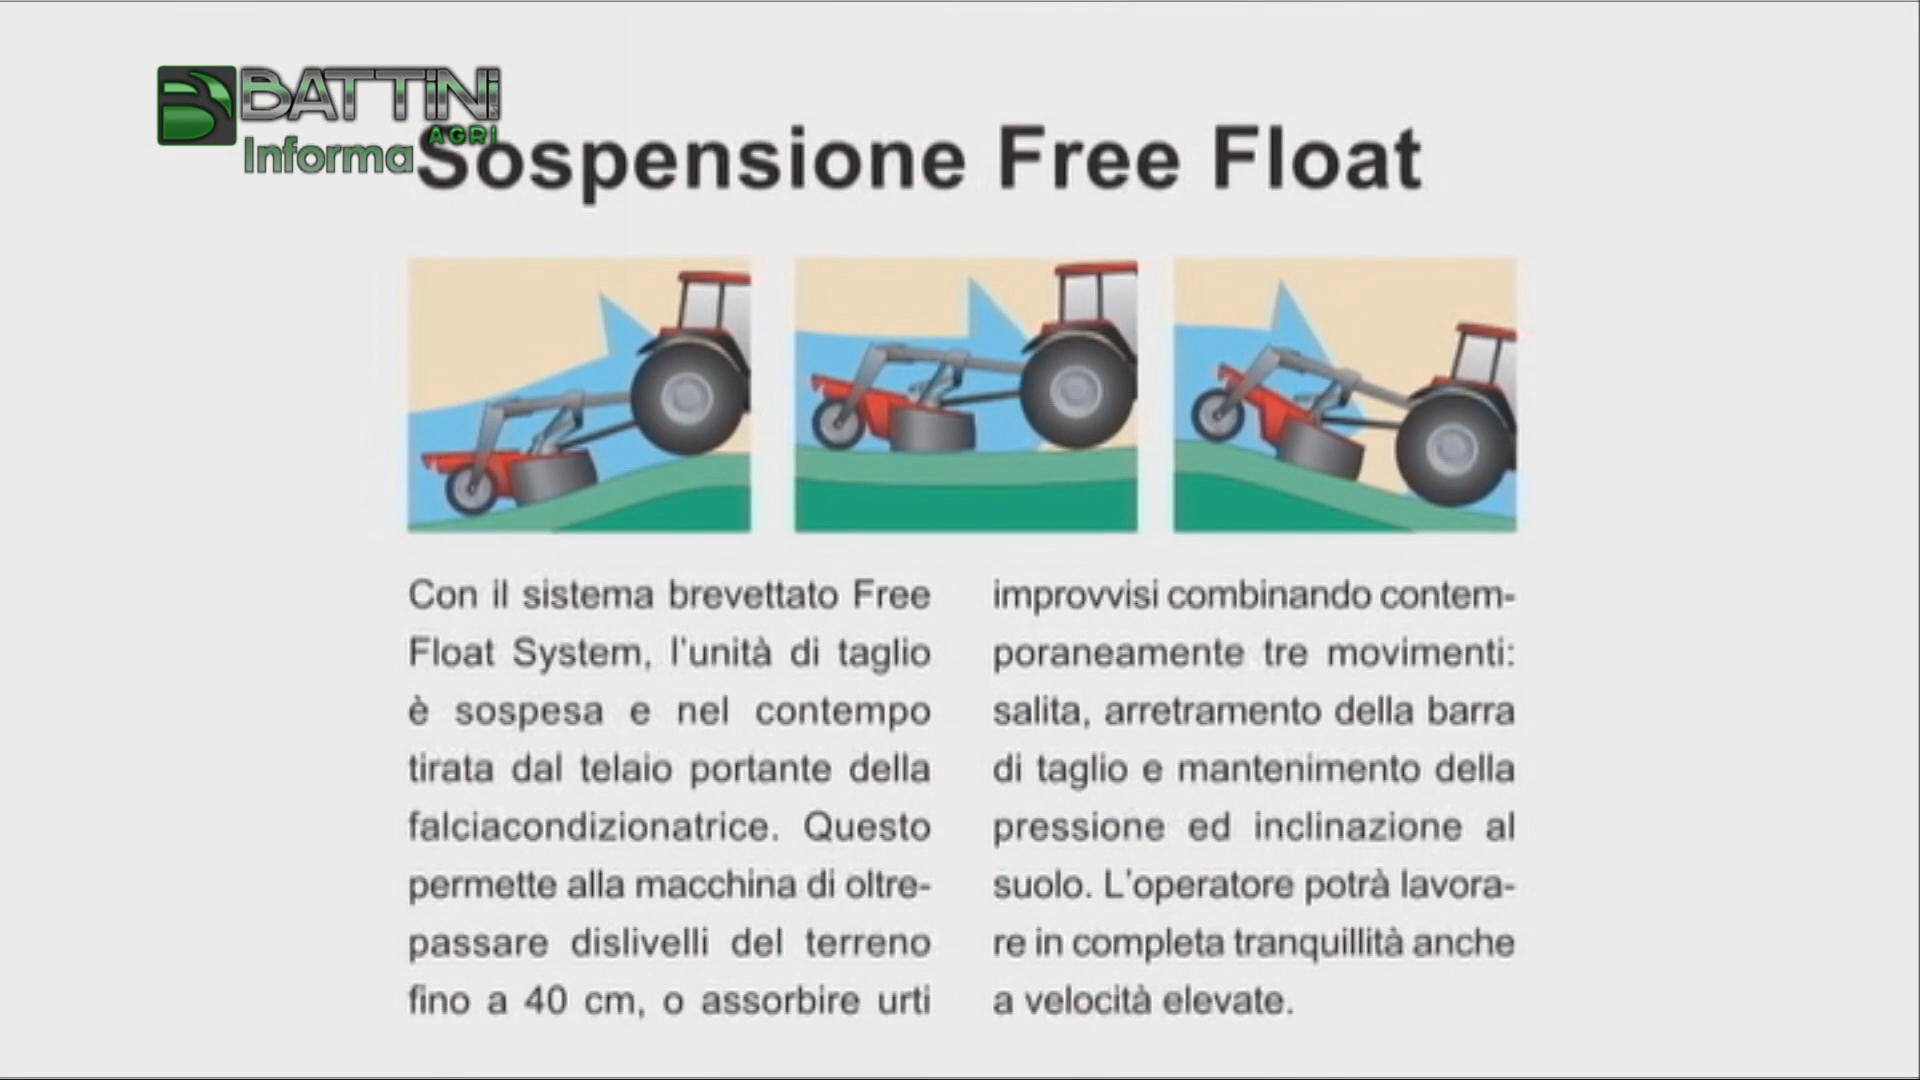 BATTINI
AGRI
Informa
Sospensione Free Float
Con il sistema brevettato Free
Float System, l'unità di taglio
è sospesa e nel contempo
tirata dal telaio portante della
falciacondizionatrice. Questo
permette alla macchina di oltre-
passare dislivelli del terreno
fino a 40 cm, o assorbire urti
improvvisi combinando contem-
poraneamente tre movimenti:
salita, arretramento della barra
di taglio e mantenimento della
pressione ed inclinazione al
suolo. L'operatore potrà lavora-
re in completa tranquillità anche
a velocità elevate.